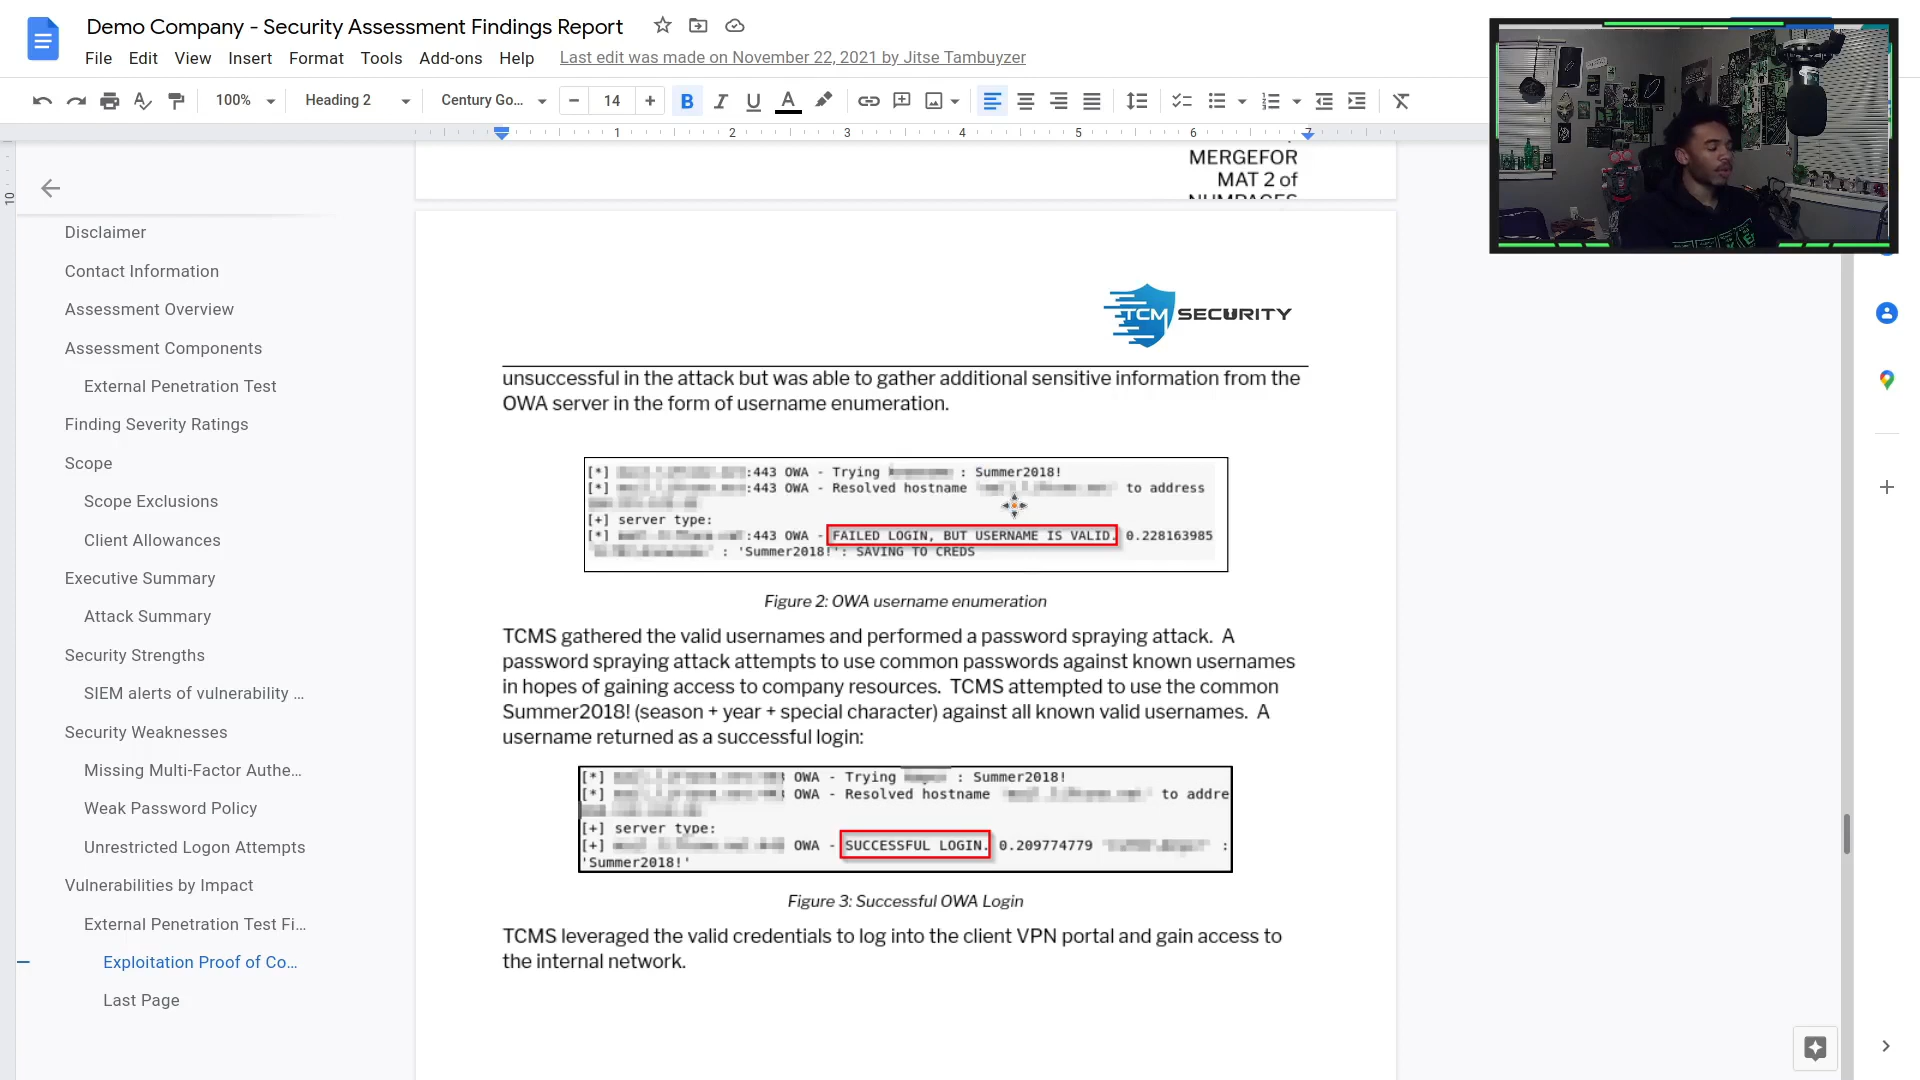 Demo Company - Security Assessment Findings Report
File Edit View Insert Format Tools Add-ons Help Last edit was made on November 22, 2021 by Jitse Tambuyzer
100% Heading 2 Century Go... 14
1 2 3 4 5 6 7
10
MERGEFOR
MAT 2 of
NUMPAGES
Disclaimer
Contact Information
Assessment Overview
Assessment Components
External Penetration Test
Finding Severity Ratings
Scope
Scope Exclusions
Client Allowances
Executive Summary
Attack Summary
Security Strengths
SIEM alerts of vulnerability ...
Security Weaknesses
Missing Multi-Factor Authe...
Weak Password Policy
Unrestricted Logon Attempts
Vulnerabilities by Impact
External Penetration Test Fi...
Exploitation Proof of Co...
Last Page
TCM SECURITY
unsuccessful in the attack but was able to gather additional sensitive information from the
OWA server in the form of username enumeration.
[*] :443 OWA - Trying : Summer2018!
[*] :443 OWA - Resolved hostname to address
[+] server type:
[*] :443 OWA - FAILED LOGIN, BUT USERNAME IS VALID. 0.228163985
: 'Summer2018!': SAVING TO CREDS
Figure 2: OWA username enumeration
TCMS gathered the valid usernames and performed a password spraying attack. A
password spraying attack attempts to use common passwords against known usernames
in hopes of gaining access to company resources. TCMS attempted to use the common
Summer2018! (season + year + special character) against all known valid usernames. A
username returned as a successful login:
[*] OWA - Trying : Summer2018!
[*] OWA - Resolved hostname to addre
[+] server type:
[+] OWA - SUCCESSFUL LOGIN. 0.209774779 :
'Summer2018!'
Figure 3: Successful OWA Login
TCMS leveraged the valid credentials to log into the client VPN portal and gain access to
the internal network.